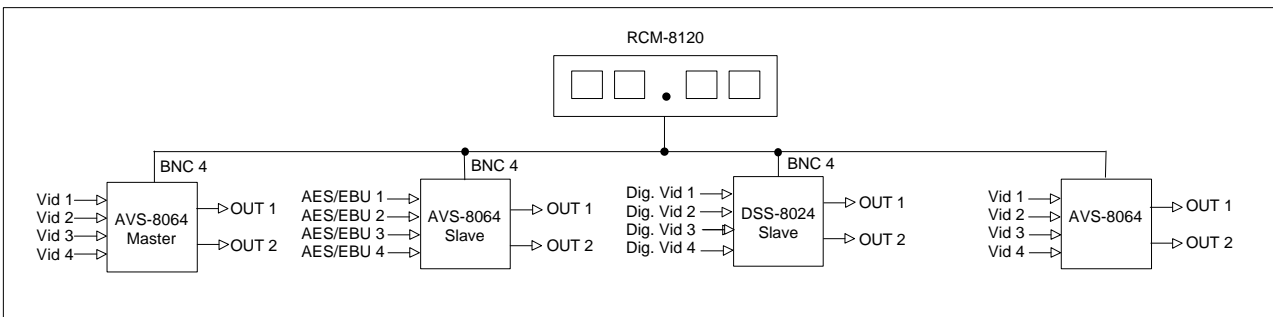 RCM-8120
BNC 4
BNC 4
BNC 4
Vid 1
Vid 2
Vid 3
Vid 4
AVS-8064
Master
OUT 1
OUT 2
AES/EBU 1
AES/EBU 2
AES/EBU 3
AES/EBU 4
AVS-8064
Slave
OUT 1
OUT 2
Dig. Vid 1
Dig. Vid 2
Dig. Vid 3
Dig. Vid 4
DSS-8024
Slave
OUT 1
OUT 2
Vid 1
Vid 2
Vid 3
Vid 4
AVS-8064
OUT 1
OUT 2